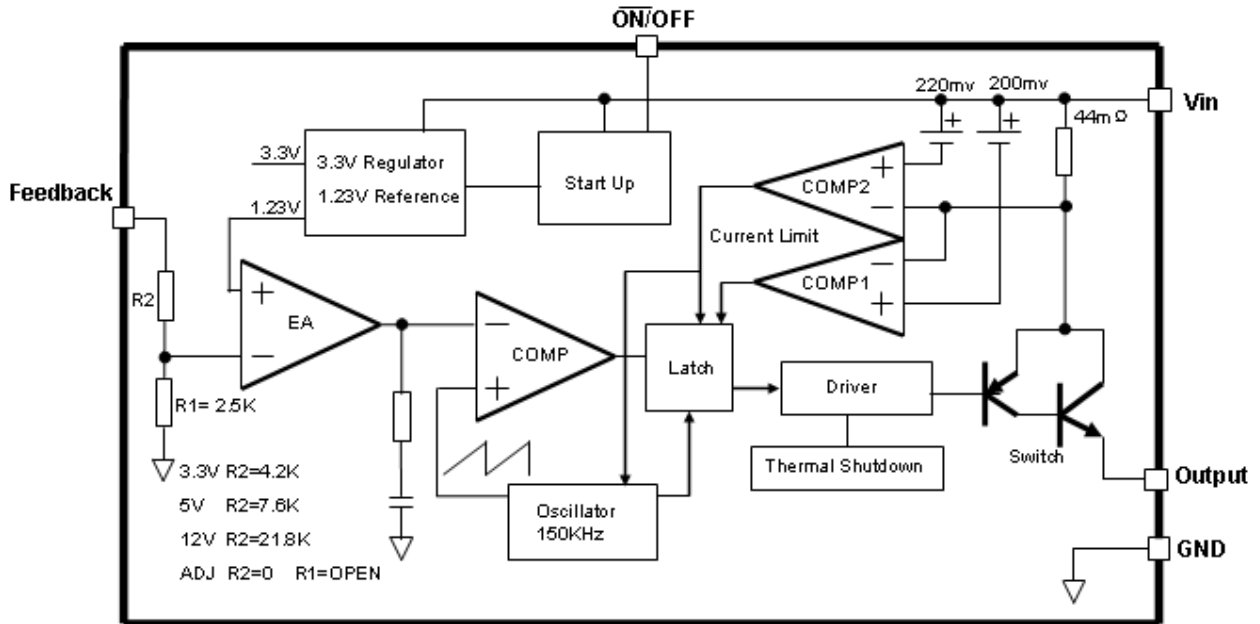 ON/OFF
220mv 200mv
Vin
44mΩ
3.3V
3.3V Regulator
1.23V Reference
Start Up
COMP2
Feedback
1.23V
Current Limit
COMP1
R2
EA
COMP
Latch
Driver
R1= 2.5K
Thermal Shutdown
Switch
3.3V R2=4.2K
5V R2=7.6K
12V R2=21.8K
ADJ R2=0 R1=OPEN
Oscillator
150KHz
Output
GND